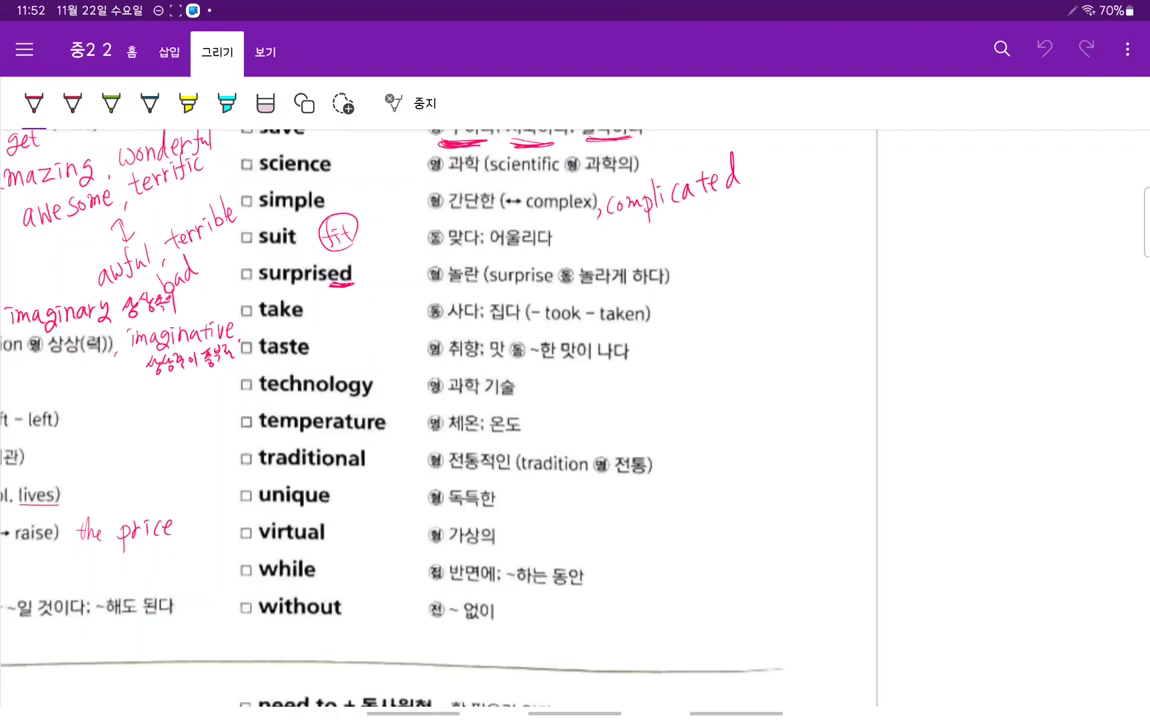 11:52 11월 22일 수요일 70%
중2 2 홈 삽입 그리기 보기
중지
get
amazing, wonderful
awesome, terrific
↕
awful, terrible
bad
imaginary 상상속의
ion 명 상상(력)), imaginative
ft – left)
관)
ol. lives)
→ raise) the price
~일 것이다; ~해도 된다
save
science 명 과학 (scientific 형 과학의)
simple 형 간단한 (↔ complex), complicated
suit fit 동 맞다; 어울리다
surprised 형 놀란 (surprise 동 놀라게 하다)
take 동 사다; 집다 (– took – taken)
taste 명 취향; 맛 동 ~한 맛이 나다
technology 명 과학 기술
temperature 명 체온; 온도
traditional 형 전통적인 (tradition 명 전통)
unique 형 독특한
virtual 형 가상의
while 접 반면에; ~하는 동안
without 전 ~ 없이
need to + 동사원형